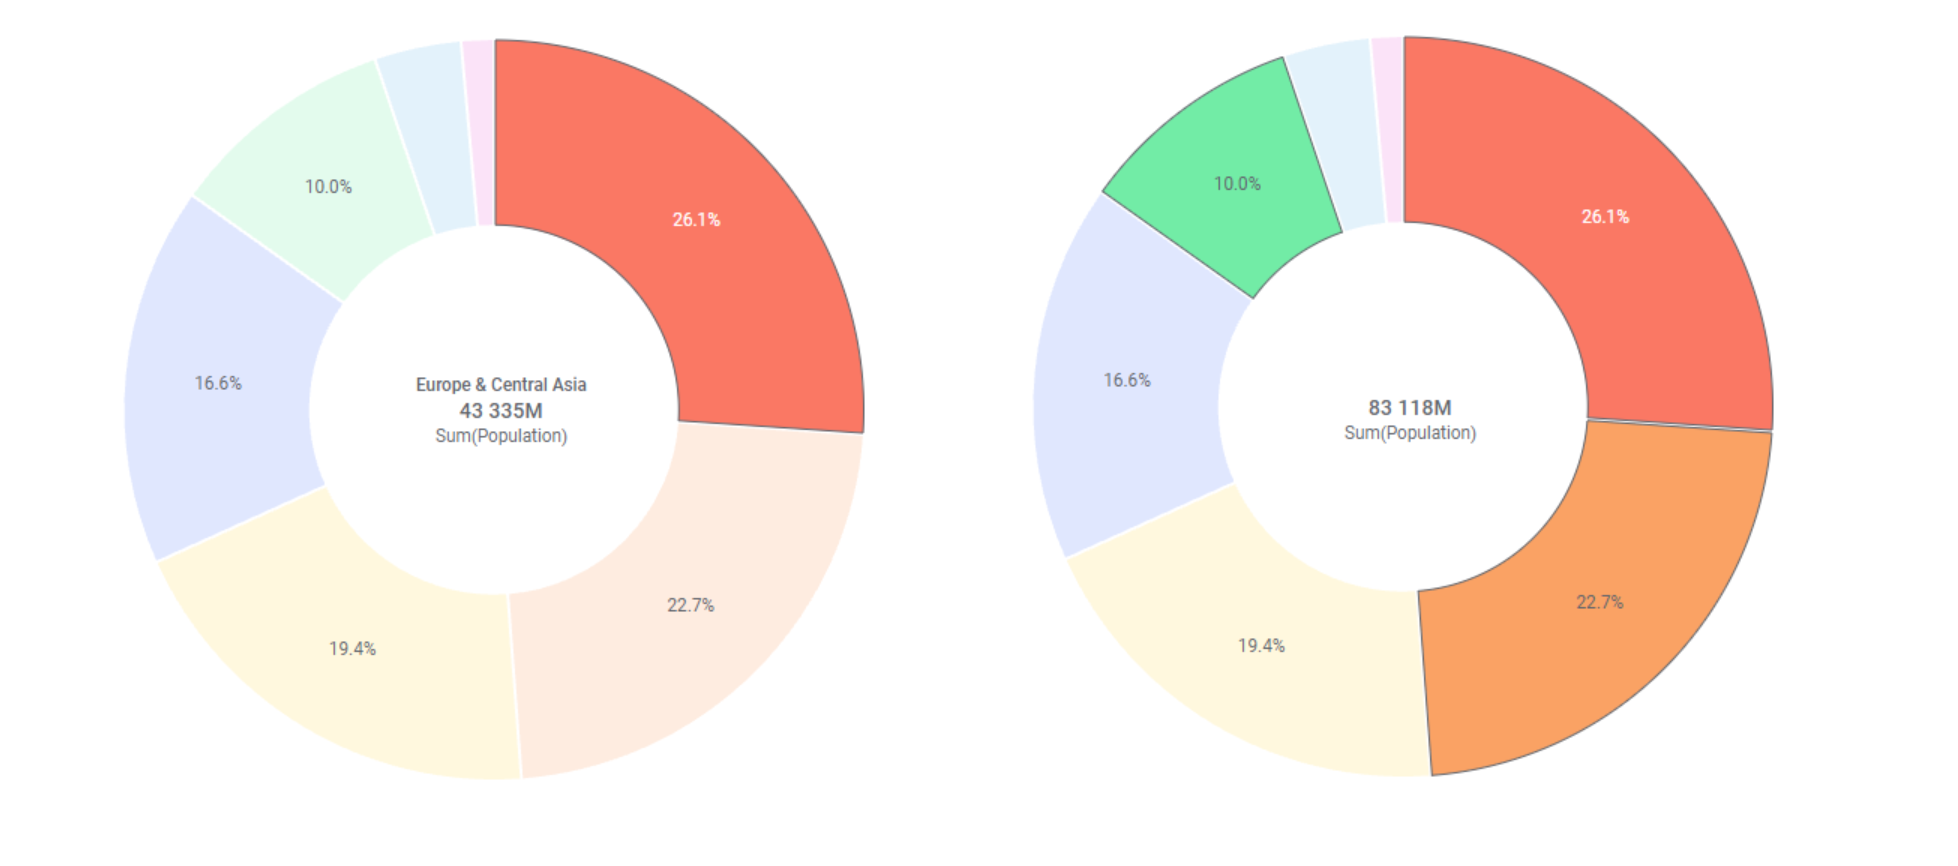 26.1%
10.0%
16.6%
Europe & Central Asia
43 335M
Sum(Population)
22.7%
19.4%
26.1%
10.0%
16.6%
83 118M
Sum(Population)
22.7%
19.4%